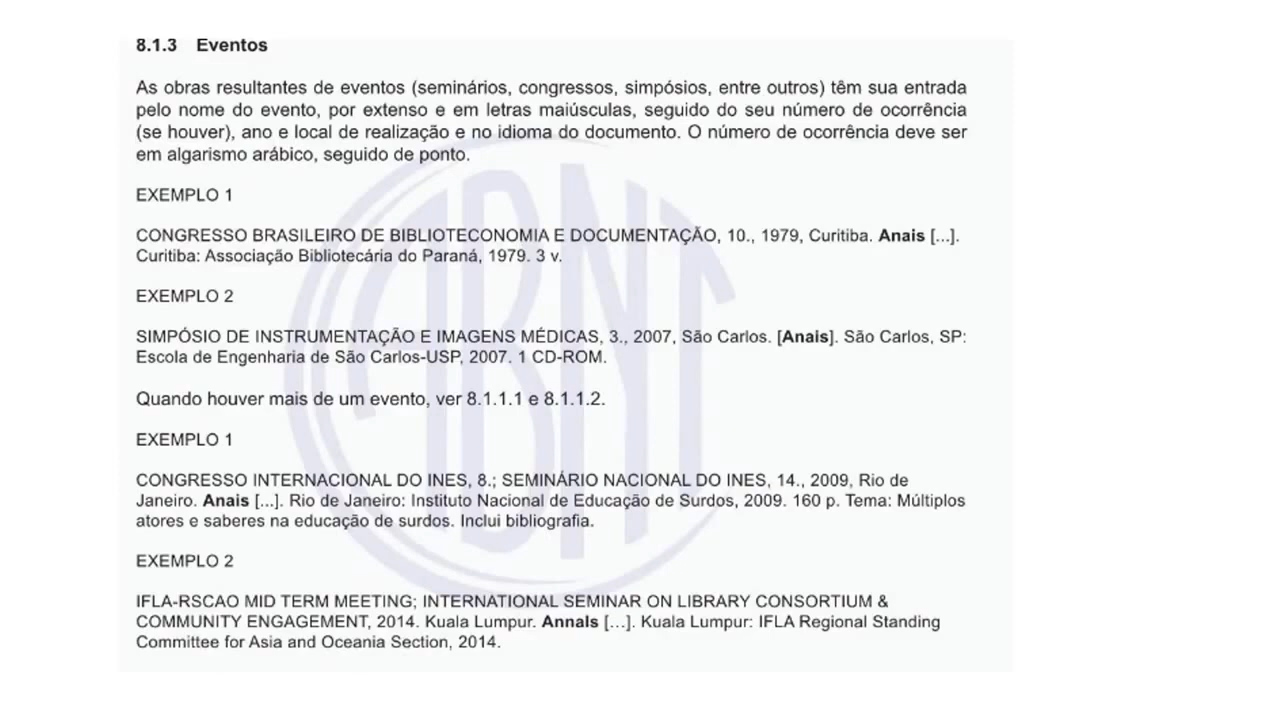 8.1.3 Eventos
As obras resultantes de eventos (seminários, congressos, simpósios, entre outros) têm sua entrada
pelo nome do evento, por extenso e em letras maiúsculas, seguido do seu número de ocorrência
(se houver), ano e local de realização e no idioma do documento. O número de ocorrência deve ser
em algarismo arábico, seguido de ponto.
EXEMPLO 1
CONGRESSO BRASILEIRO DE BIBLIOTECONOMIA E DOCUMENTAÇÃO, 10., 1979, Curitiba. Anais [...].
Curitiba: Associação Bibliotecária do Paraná, 1979. 3 v.
EXEMPLO 2
SIMPÓSIO DE INSTRUMENTAÇÃO E IMAGENS MÉDICAS, 3., 2007, São Carlos. [Anais]. São Carlos, SP:
Escola de Engenharia de São Carlos-USP, 2007. 1 CD-ROM.
Quando houver mais de um evento, ver 8.1.1.1 e 8.1.1.2.
EXEMPLO 1
CONGRESSO INTERNACIONAL DO INES, 8.; SEMINÁRIO NACIONAL DO INES, 14., 2009, Rio de
Janeiro. Anais [...]. Rio de Janeiro: Instituto Nacional de Educação de Surdos, 2009. 160 p. Tema: Múltiplos
atores e saberes na educação de surdos. Inclui bibliografia.
EXEMPLO 2
IFLA-RSCAO MID TERM MEETING; INTERNATIONAL SEMINAR ON LIBRARY CONSORTIUM &
COMMUNITY ENGAGEMENT, 2014. Kuala Lumpur. Annals [...]. Kuala Lumpur: IFLA Regional Standing
Committee for Asia and Oceania Section, 2014.
ABNT